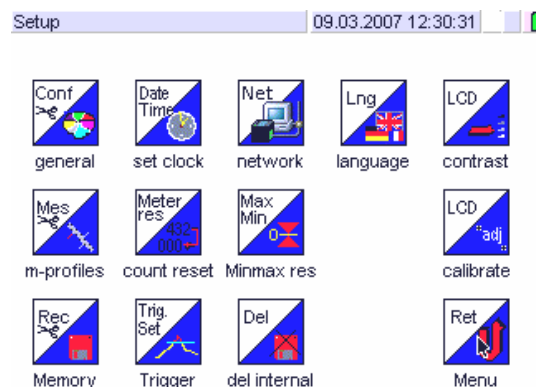 Setup 09.03.2007 12:30:31
Conf Date Time Net Lng LCD
general set clock network language contrast
Mes Meter res 432 000 Max Min 0 LCD "adj"
m-profiles count reset Minmax res calibrate
Rec Trig. Set Del Ret
Memory Trigger del internal Menu